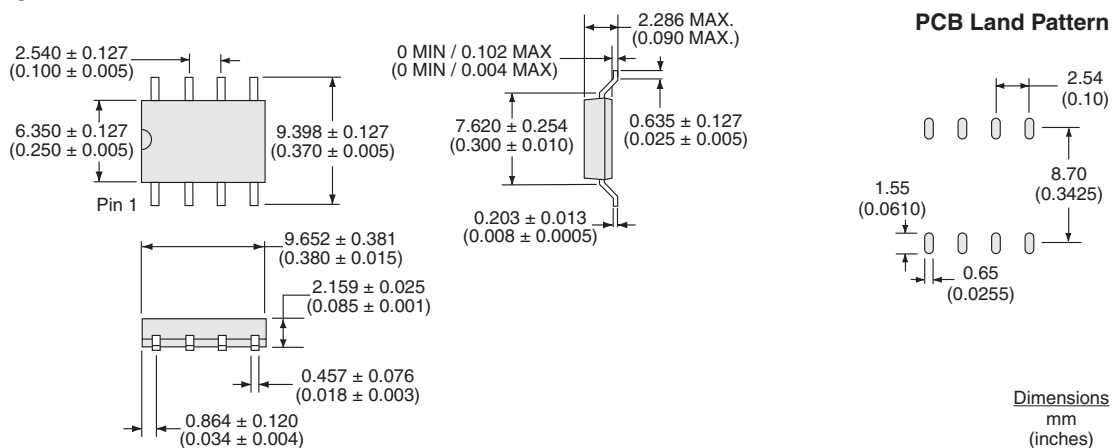 2.540 ± 0.127
(0.100 ± 0.005)
6.350 ± 0.127
(0.250 ± 0.005)
9.398 ± 0.127
(0.370 ± 0.005)
Pin 1
9.652 ± 0.381
(0.380 ± 0.015)
2.159 ± 0.025
(0.085 ± 0.001)
0.457 ± 0.076
(0.018 ± 0.003)
0.864 ± 0.120
(0.034 ± 0.004)
2.286 MAX.
(0.090 MAX.)
0 MIN / 0.102 MAX
(0 MIN / 0.004 MAX)
7.620 ± 0.254
(0.300 ± 0.010)
0.635 ± 0.127
(0.025 ± 0.005)
0.203 ± 0.013
(0.008 ± 0.0005)
PCB Land Pattern
2.54
(0.10)
8.70
(0.3425)
1.55
(0.0610)
0.65
(0.0255)
Dimensions
mm
(inches)